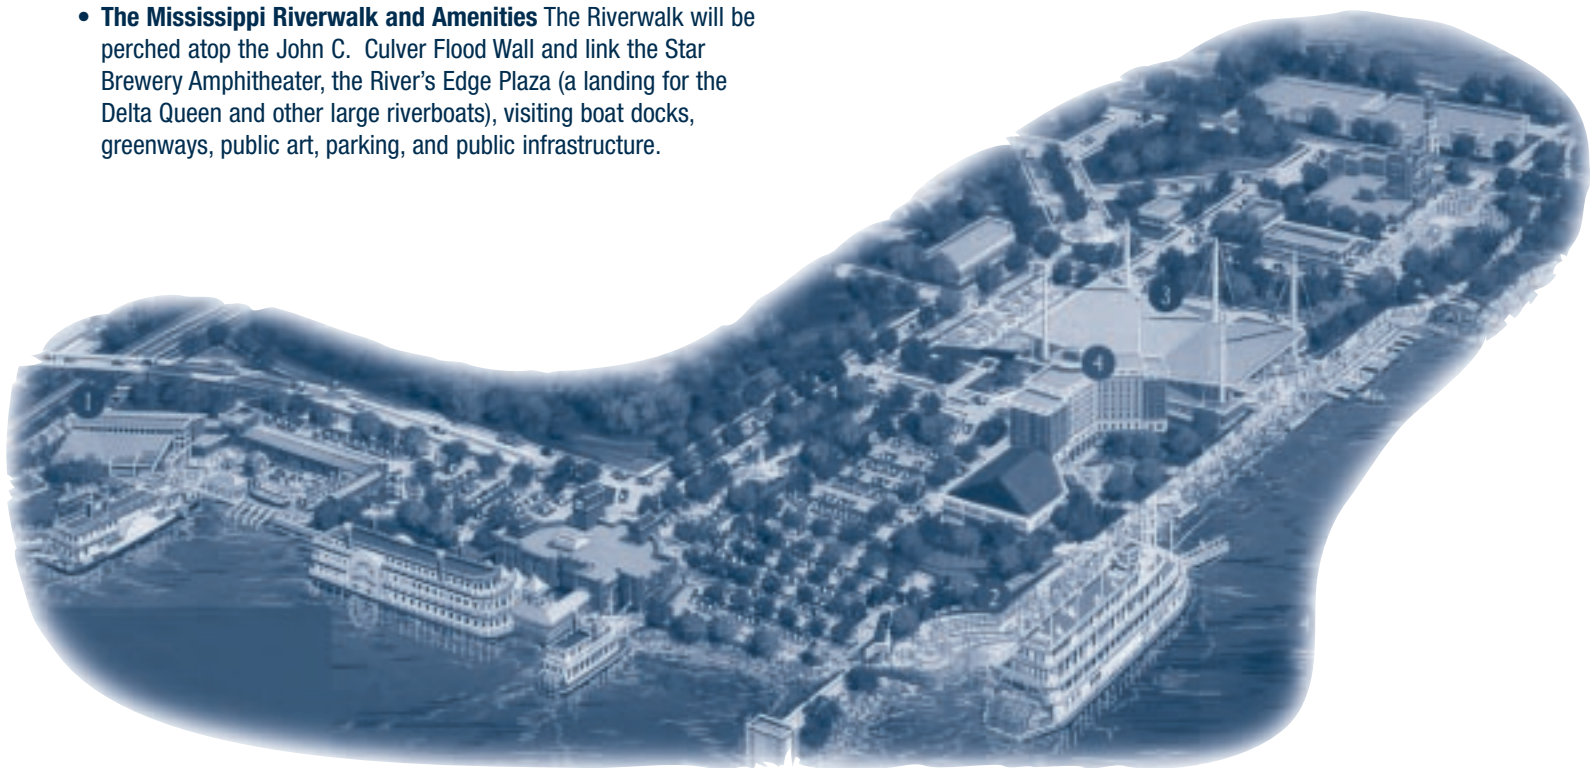 • The Mississippi Riverwalk and Amenities The Riverwalk will be
perched atop the John C.  Culver Flood Wall and link the Star
Brewery Amphitheater, the River’s Edge Plaza (a landing for the
Delta Queen and other large riverboats), visiting boat docks,
greenways, public art, parking, and public infrastructure.
3
4
1
2